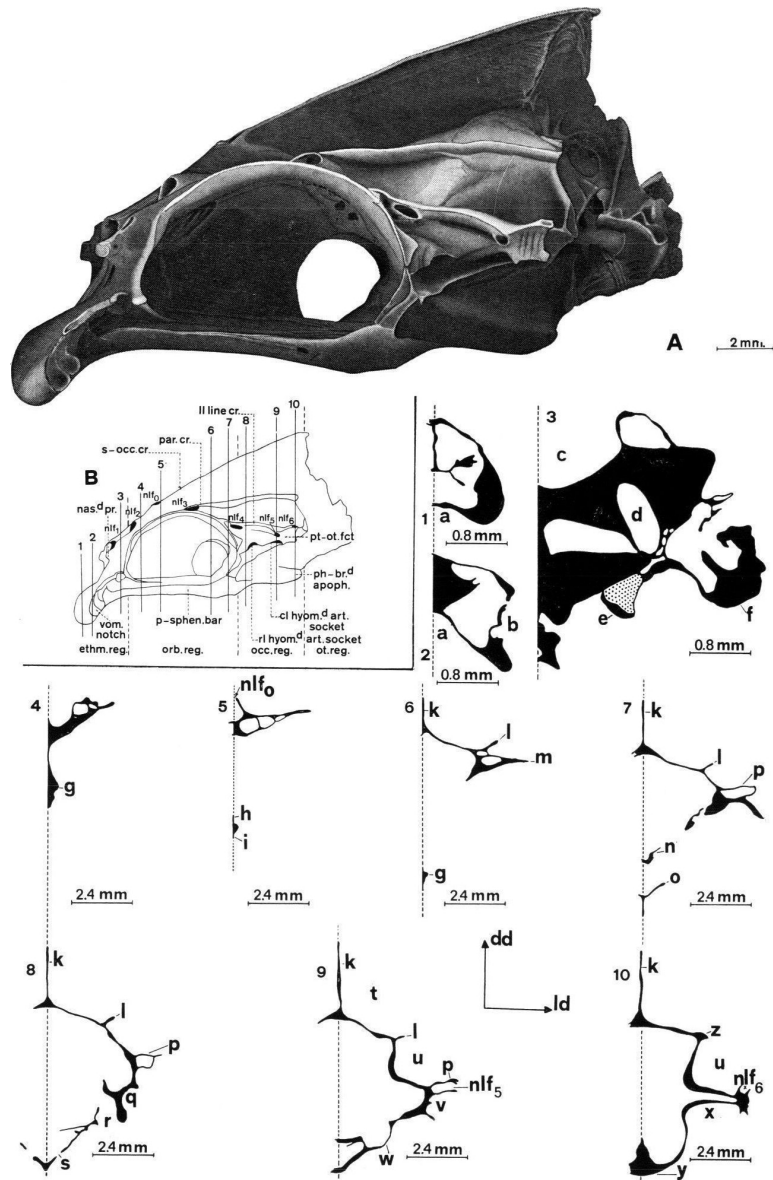 A
2 mm.
B
II line cr.
par. cr.
s-occ.cr
nas.d pr.
1 2 3 4 5 6 7 8 9 10
nlf1
nlf2
nlf0
nlf3
nlf4
nlf5
nlf6
pt-ot.fct
ph-br.d
apoph.
cl hyom.d art.
socket
vom.
notch
p-sphen.bar
rl hyom.d art. socket
ethm.reg.
orb. reg.
occ.reg.
ot.reg.
1
a
0.8 mm
2
a
b
0.8 mm
3
c
d
e
f
0.8 mm
4
g
2.4 mm
5
nlf0
h
i
2.4 mm
6
k
l
m
g
2.4 mm
7
k
l
p
n
o
2.4 mm
8
k
l
p
q
r
s
2.4 mm
9
k
t
l
u
p
nlf5
v
w
2.4 mm
dd
ld
10
k
z
u
nlf6
x
y
2.4 mm